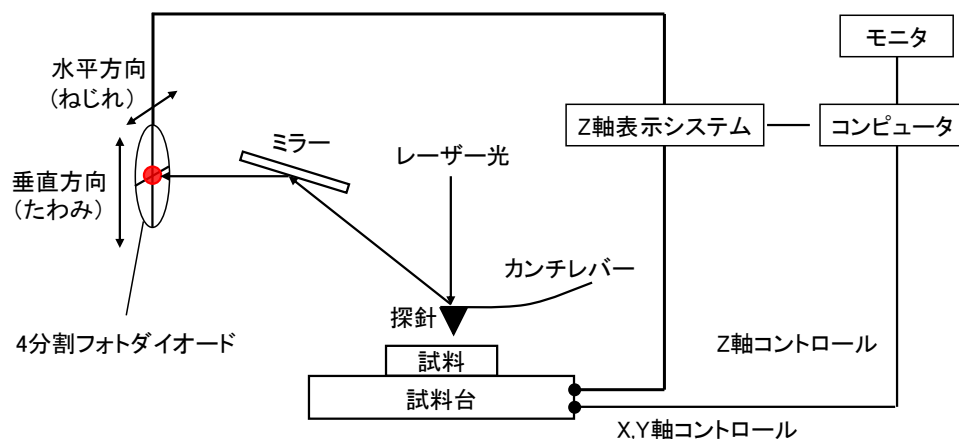 モニタ
水平方向
(ねじれ)
Z軸表示システム
コンピュータ
ミラー
レーザー光
垂直方向
(たわみ)
カンチレバー
探針
4分割フォトダイオード
試料
Z軸コントロール
試料台
X,Y軸コントロール